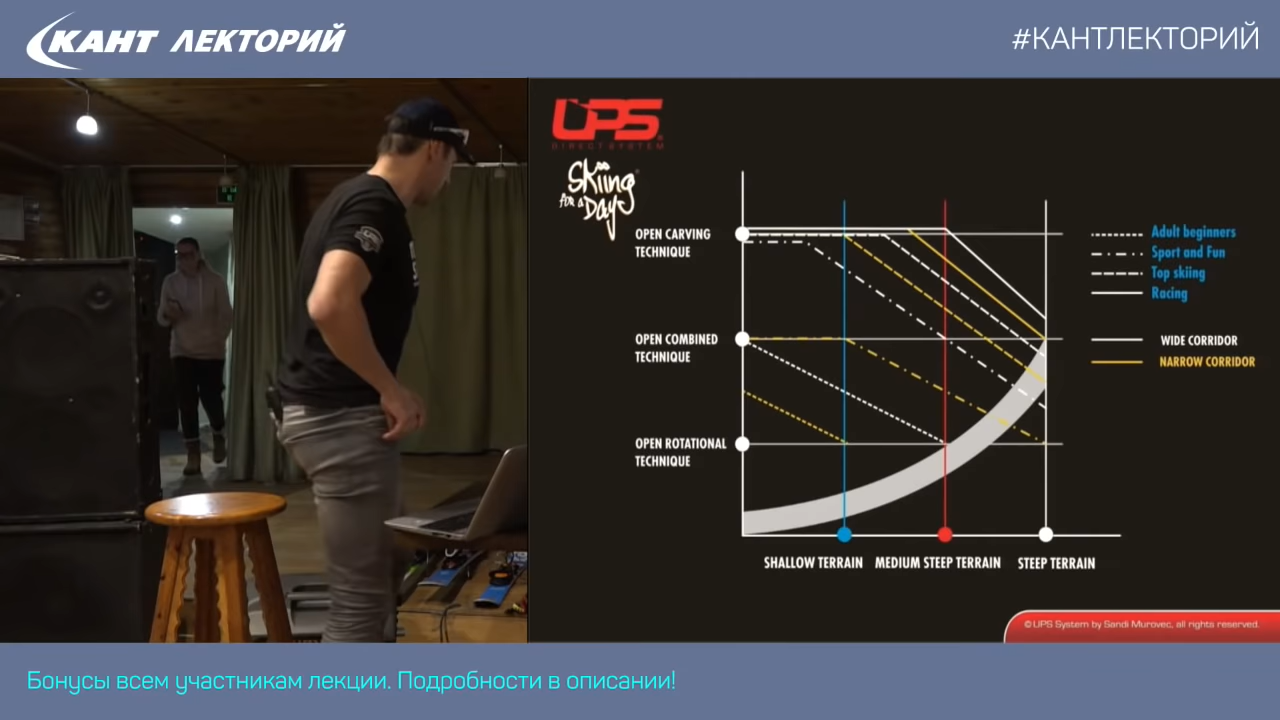 КАНТ ЛЕКТОРИЙ
#КАНТЛЕКТОРИЙ
UPS
DIRECT SYSTEM
Skiing
for a
Day
OPEN CARVING
TECHNIQUE
OPEN COMBINED
TECHNIQUE
OPEN ROTATIONAL
TECHNIQUE
Adult beginners
Sport and Fun
Top skiing
Racing
WIDE CORRIDOR
NARROW CORRIDOR
SHALLOW TERRAIN
MEDIUM STEEP TERRAIN
STEEP TERRAIN
© UPS System by Sandi Murovec, all rights reserved.
Бонусы всем участникам лекции. Подробности в описании!